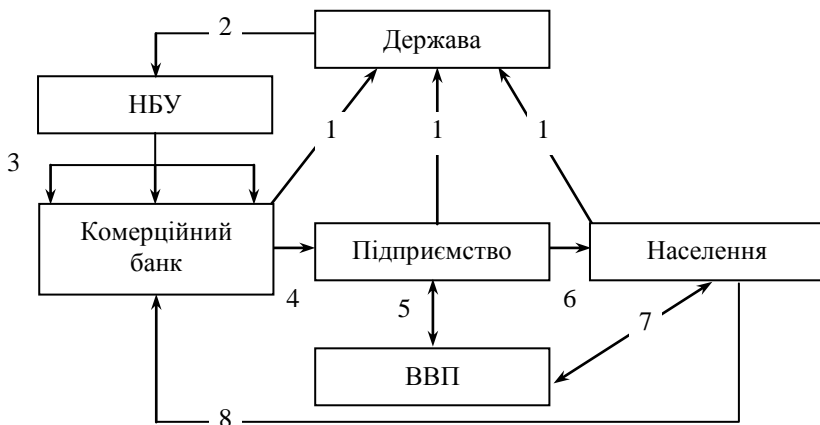 2
Держава
НБУ
1
1
1
3
Комерційний
банк
Підприємство
Населення
4
5
6
7
ВВП
8